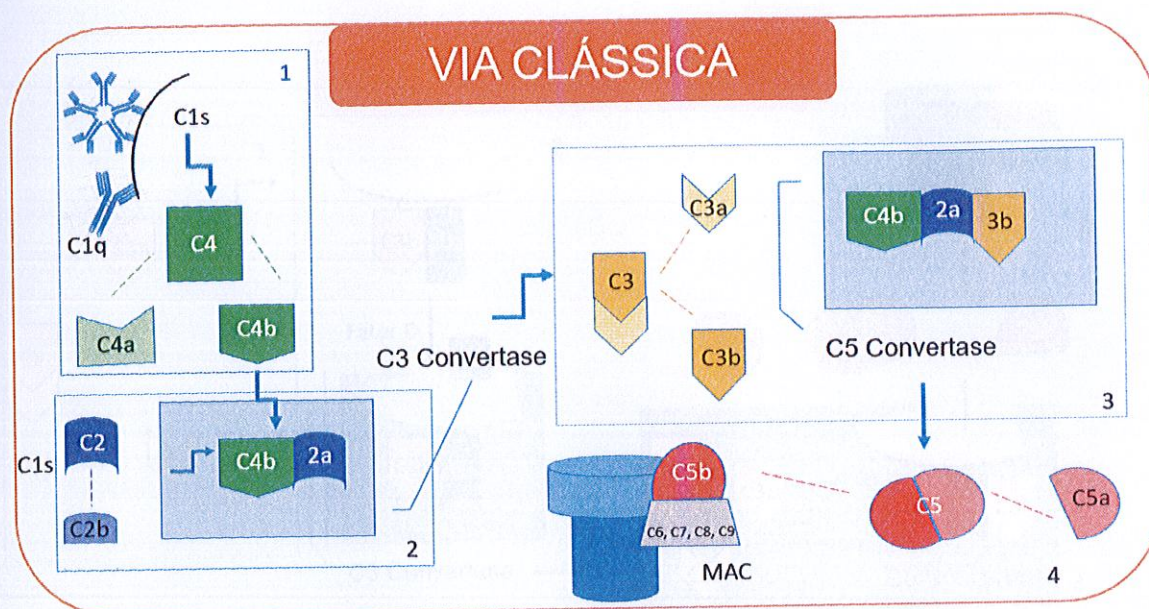 VIA CLÁSSICA
1
C1s
C1q
C4
C4a
C4b
C1s
C2
C2b
C4b
2a
2
C3 Convertase
C3
C3a
C3b
C4b
2a
3b
C5 Convertase
3
C5b
C6, C7, C8, C9
MAC
C5
C5a
4